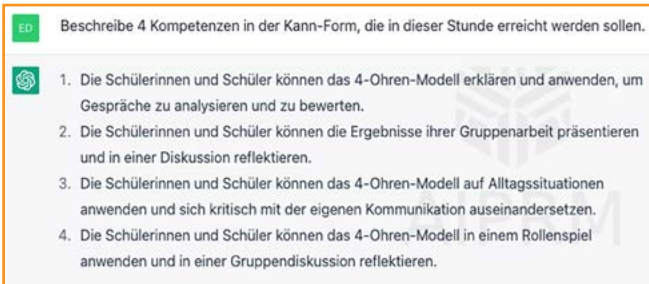 ED Beschreibe 4 Kompetenzen in der Kann-Form, die in dieser Stunde erreicht werden sollen.
1. Die Schülerinnen und Schüler können das 4-Ohren-Modell erklären und anwenden, um
Gespräche zu analysieren und zu bewerten.
2. Die Schülerinnen und Schüler können die Ergebnisse ihrer Gruppenarbeit präsentieren
und in einer Diskussion reflektieren.
3. Die Schülerinnen und Schüler können das 4-Ohren-Modell auf Alltagssituationen
anwenden und sich kritisch mit der eigenen Kommunikation auseinandersetzen.
4. Die Schülerinnen und Schüler können das 4-Ohren-Modell in einem Rollenspiel
anwenden und in einer Gruppendiskussion reflektieren.
AIPRM